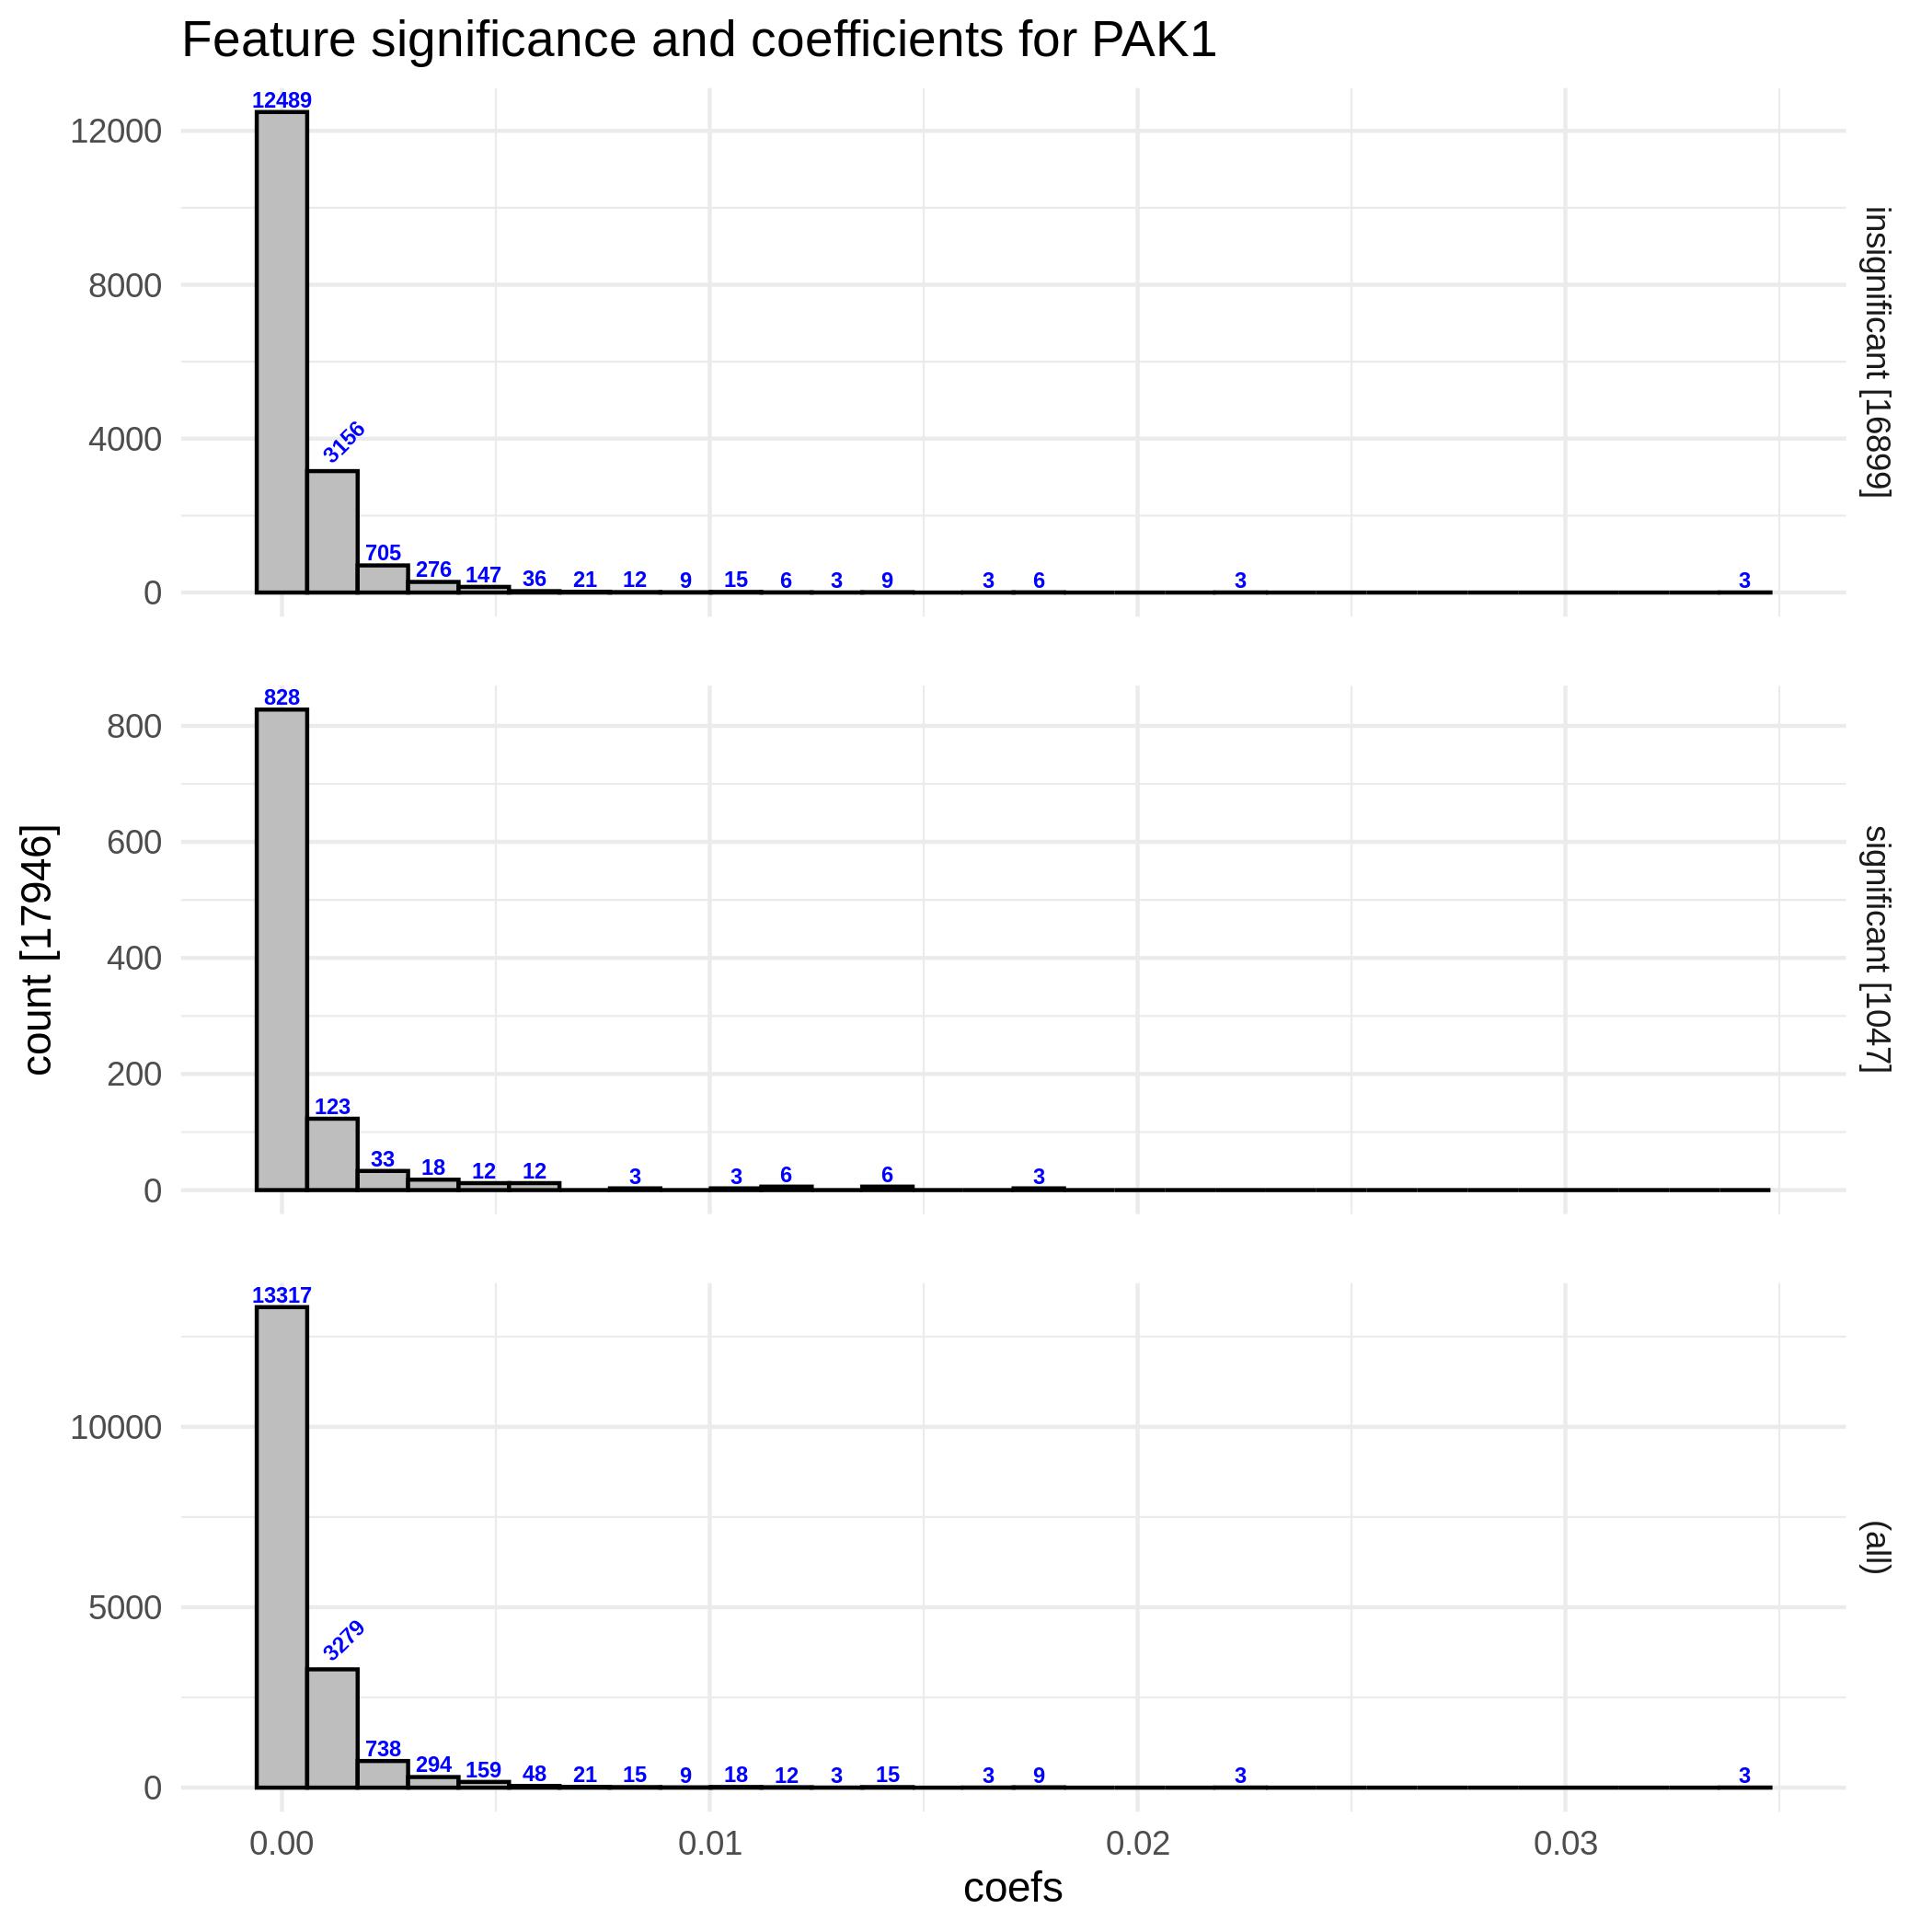 Feature significance and coefficients for PAK1
12489
12000
8000
4000
0
3156
705 276 147 36 21 12 9 15 6 3 9 3 6 3 3
insignificant [16899]
828
800
600
400
200
0
123 33 18 12 12 3 3 6 6 3
significant [1047]
count [17946]
13317
10000
5000
0
3279
738 294 159 48 21 15 9 18 12 3 15 3 9 3 3
(all)
0.00 0.01 0.02 0.03
coefs